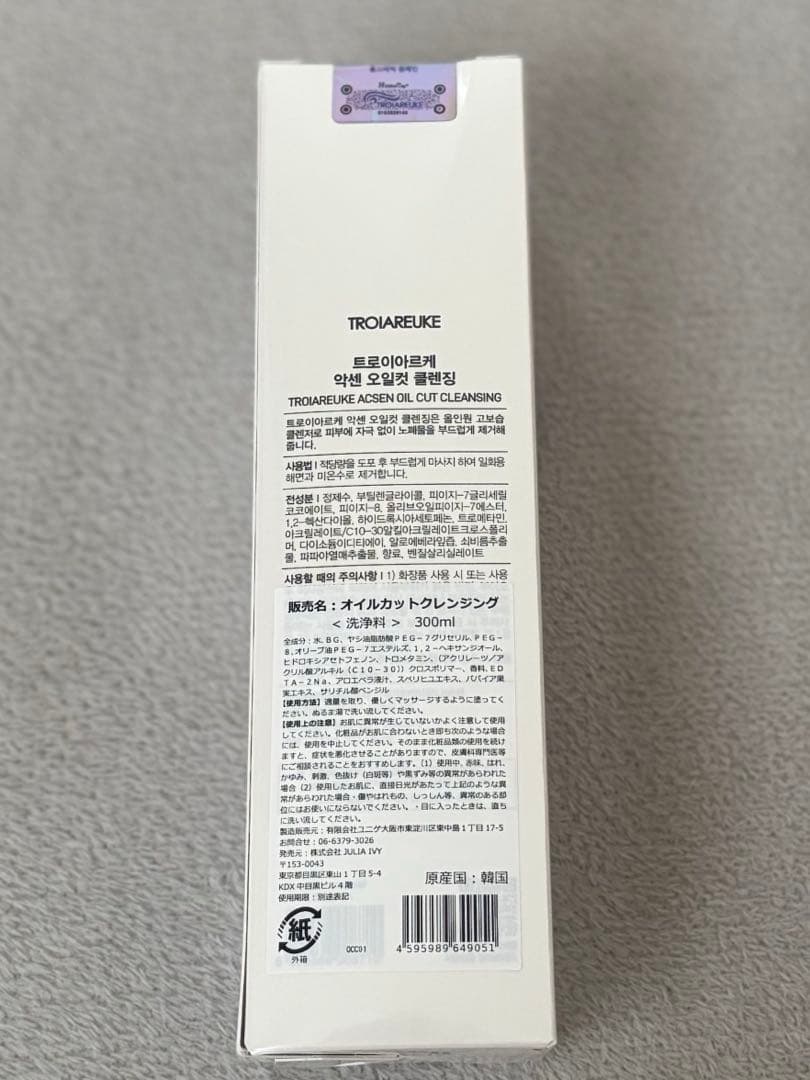 TROIAREUKE
TROIAREUKE
트로이아르케
악센 오일컷 클렌징
TROIAREUKE ACSEN OIL CUT CLEANSING
트로이아르케 악센 오일컷 클렌징은 올인원 고보습
클렌저로 피부에 자극 없이 노폐물을 부드럽게 제거해
줍니다.
사용법 | 적당량을 도포 후 부드럽게 마사지 하여 일회용
해면과 미온수로 제거합니다.
전성분 | 정제수, 부틸렌글라이콜, 피이지-7글리세릴
코코에이트, 피이지-8, 올리브오일피이지-7에스터,
1,2-헥산다이올, 하이드록시아세토페논, 트로메타민,
아크릴레이트/C10-30알킬아크릴레이트크로스폴리
머, 다이소듐이디티에이, 알로에베라잎즙, 쇠비름추출
물, 파파야열매추출물, 향료, 벤질살리실레이트
사용할 때의 주의사항 | 1) 화장품 사용 시 또는 사용
販売名：オイルカットクレンジング
＜ 洗浄料 ＞ 300ml
全成分：水、BG、ヤシ油脂肪酸ＰＥＧ－７グリセリル、ＰＥＧ－
８、オリーブ油ＰＥＧ－７エステルズ、１，２－ヘキサンジオール、
ヒドロキシアセトフェノン、トロメタミン、（アクリレーツ／ア
クリル酸アルキル（Ｃ１０－３０））クロスポリマー、香料、ＥＤ
ＴＡ－２Ｎａ、アロエベラ液汁、スベリヒユエキス、パパイア果
実エキス、サリチル酸ベンジル
【使用方法】適量を取り、優しくマッサージするように塗ってく
ださい。ぬるま湯で洗い流してください。
【使用上の注意】お肌に異常が生じていないかよく注意して使用
してください。化粧品がお肌に合わないとき即ち次のような場合
には、使用を中止してください。そのまま化粧品類の使用を続け
ますと、症状を悪化させることがありますので、皮膚科専門医等
にご相談されることをおすすめします。（1）使用中、赤味、はれ、
かゆみ、刺激、色抜け（白斑等）や黒ずみ等の異常があらわれた
場合（2）使用したお肌に、直接日光があたって上記のような異
常があらわれた場合・傷やはれもの、しっしん等、異常のある部
位にはお使いにならないでください。・目に入ったときは、直ち
に洗い流してください。
製造販売元：有限会社ユニゲ大阪市東淀川区東中島１丁目17-5
お問合せ：06-6379-3026
発売元：株式会社 JULIA IVY
〒153-0043
東京都目黒区東山１丁目5-4
KDX 中目黒ビル４階
使用期限：別途表記
原産国：韓国
紙
外箱
OCC01
4 595989 649051